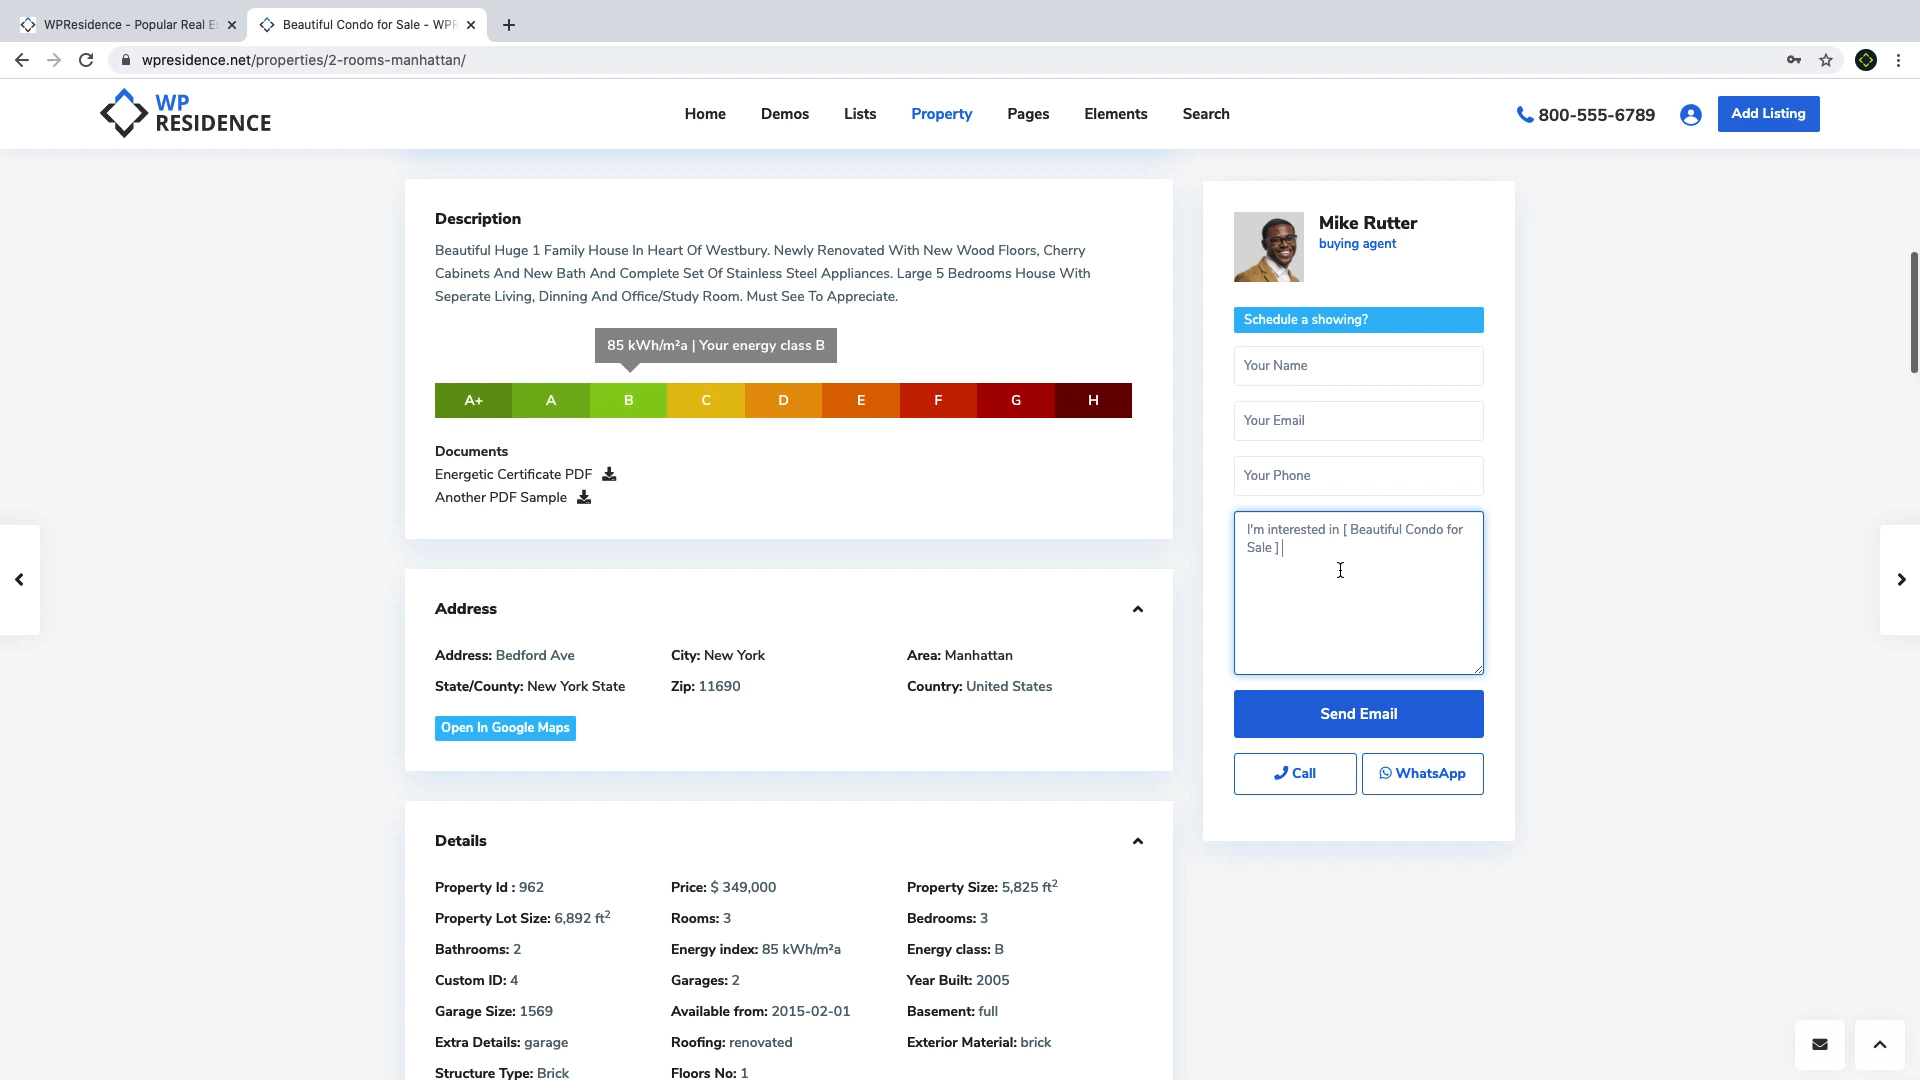 WPResidence - Popular Real Es
Beautiful Condo for Sale - WPR
wpresidence.net/properties/2-rooms-manhattan/
WP
RESIDENCE
Home
Demos
Lists
Property
Pages
Elements
Search
800-555-6789
Add Listing
Description
Beautiful Huge 1 Family House In Heart Of Westbury. Newly Renovated With New Wood Floors, Cherry
Cabinets And New Bath And Complete Set Of Stainless Steel Appliances. Large 5 Bedrooms House With
Seperate Living, Dinning And Office/Study Room. Must See To Appreciate.
85 kWh/m²a | Your energy class B
A+ A B C D E F G H
Documents
Energetic Certificate PDF
Another PDF Sample
Address
Address: Bedford Ave
City: New York
Area: Manhattan
State/County: New York State
Zip: 11690
Country: United States
Open In Google Maps
Details
Property Id : 962
Price: $ 349,000
Property Size: 5,825 ft²
Property Lot Size: 6,892 ft²
Rooms: 3
Bedrooms: 3
Bathrooms: 2
Energy index: 85 kWh/m²a
Energy class: B
Custom ID: 4
Garages: 2
Year Built: 2005
Garage Size: 1569
Available from: 2015-02-01
Basement: full
Extra Details: garage
Roofing: renovated
Exterior Material: brick
Structure Type: Brick
Floors No: 1
Mike Rutter
buying agent
Schedule a showing?
Your Name
Your Email
Your Phone
I'm interested in [ Beautiful Condo for
Sale ]
Send Email
Call
WhatsApp